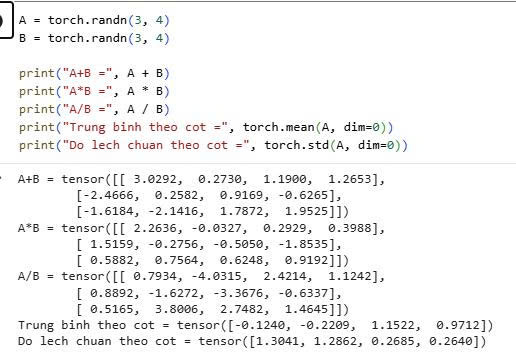 A = torch.randn(3, 4)
B = torch.randn(3, 4)
print("A+B =", A + B)
print("A*B =", A * B)
print("A/B =", A / B)
print("Trung binh theo cot =", torch.mean(A, dim=0))
print("Do lech chuan theo cot =", torch.std(A, dim=0))
A+B = tensor([[ 3.0292,  0.2730,  1.1900,  1.2653],
        [-2.4666,  0.2582,  0.9169, -0.6265],
        [-1.6184, -2.1416,  1.7872,  1.9525]])
A*B = tensor([[ 2.2636, -0.0327,  0.2929,  0.3988],
        [ 1.5159, -0.2756, -0.5050, -1.8535],
        [ 0.5882,  0.7564,  0.6248,  0.9192]])
A/B = tensor([[ 0.7934, -4.0315,  2.4214,  1.1242],
        [ 0.8892, -1.6272, -3.3676, -0.6337],
        [ 0.5165,  3.8006,  2.7482,  1.4645]])
Trung binh theo cot = tensor([-0.1240, -0.2209,  1.1522,  0.9712])
Do lech chuan theo cot = tensor([1.3041, 1.2862, 0.2685, 0.2640])